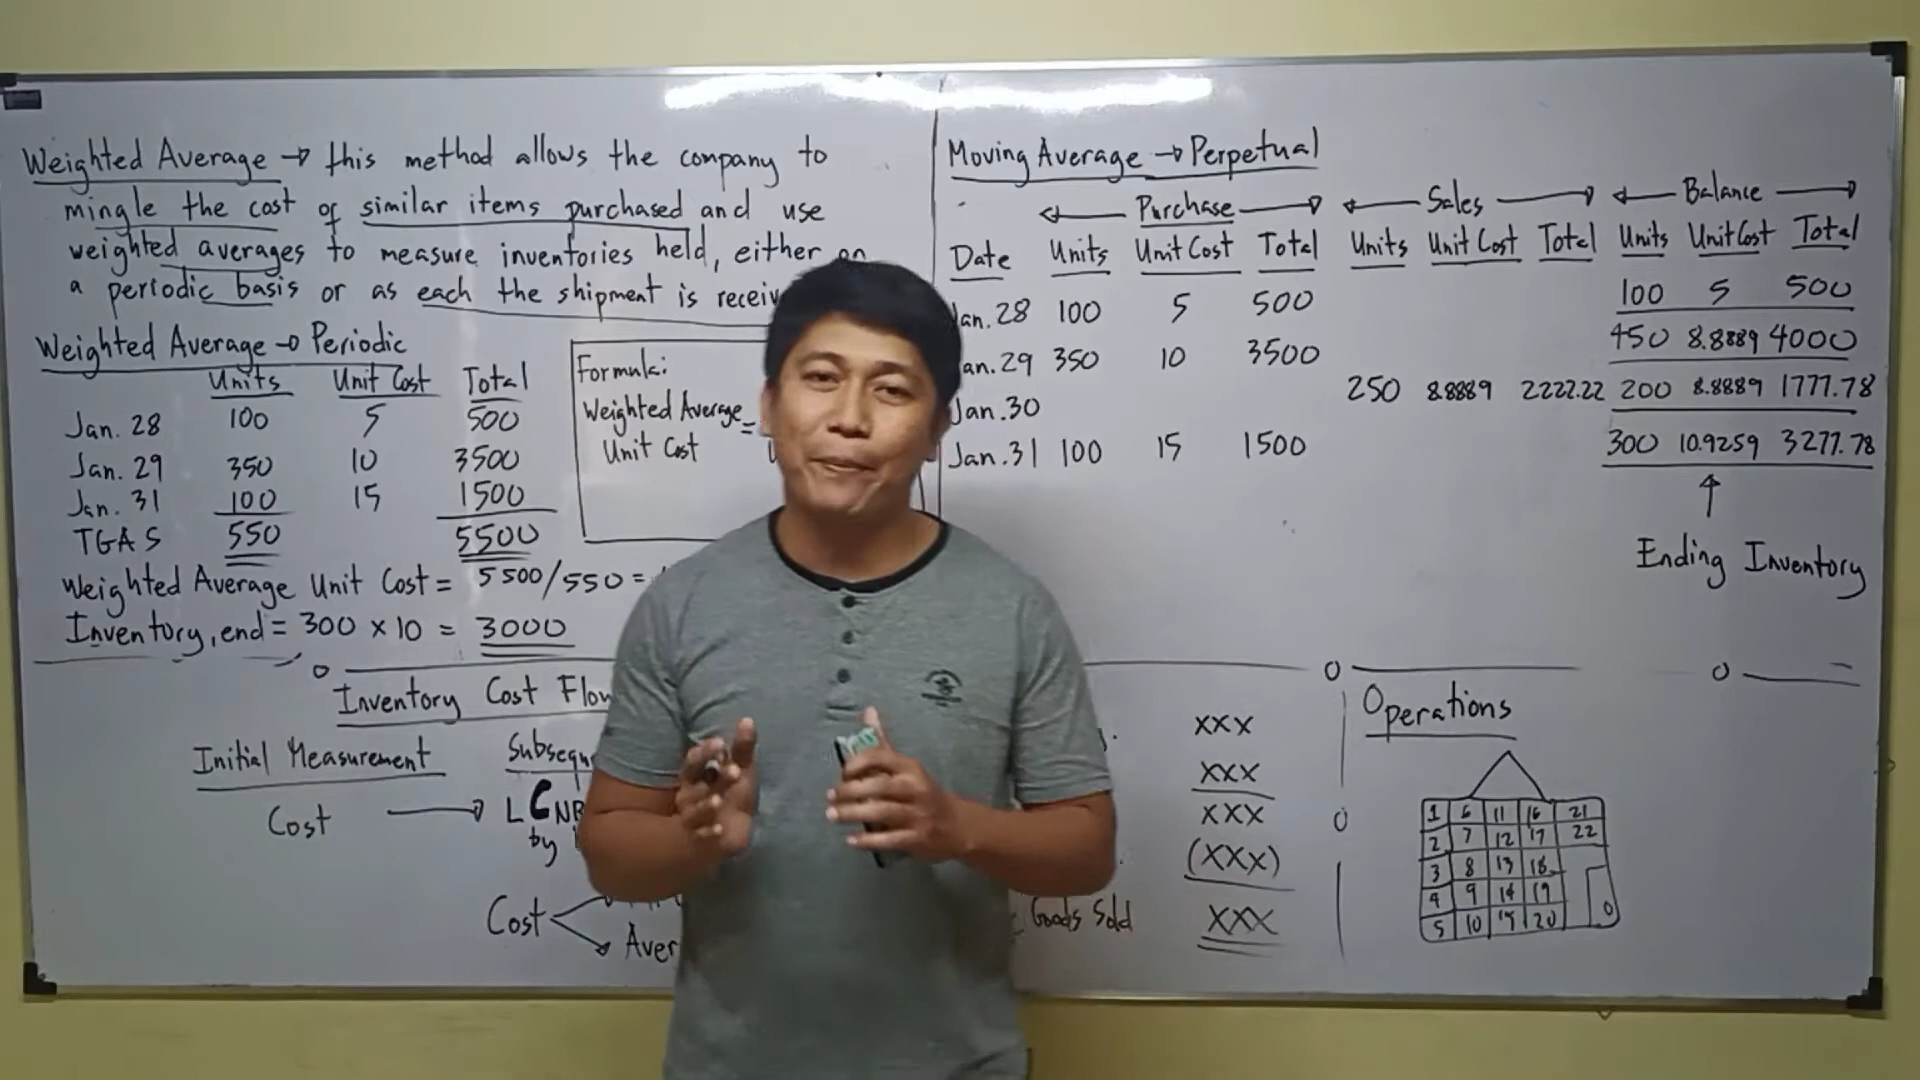 Weighted Average → this method allows the company to
mingle the cost of similar items purchased and use
weighted averages to measure inventories held, either on
a periodic basis or as each the shipment is
Weighted Average → Periodic
Units Unit Cost Total
Jan. 28 100 5 500
Jan. 29 350 10 3500
Jan. 31 100 15 1500
TGAS 550 5500
Weighted Average Unit Cost = 5500/550 =
Inventory, end = 300 x 10 = 3000
Formula:
Weighted Average
Unit Cost =
Moving Average → Perpetual
Purchase Sales Balance
Date Units Unit Cost Total Units Unit Cost Total Units Unit Cost Total
Jan. 28 100 5 500 100 5 500
Jan. 29 350 10 3500 450 8.8889 4000
Jan. 30 250 8.8889 2222.22 200 8.8889 1777.78
Jan. 31 100 15 1500 300 10.9259 3277.78
Ending Inventory
Inventory Cost
Initial Measurement
Cost →
by
Cost
xxx
xxx
xxx
(xxx)
Goods Sold xxx
Operations
1 6 11 16 21
2 7 12 17 22
3 8 13 18
4 9 14 19
5 10 15 20